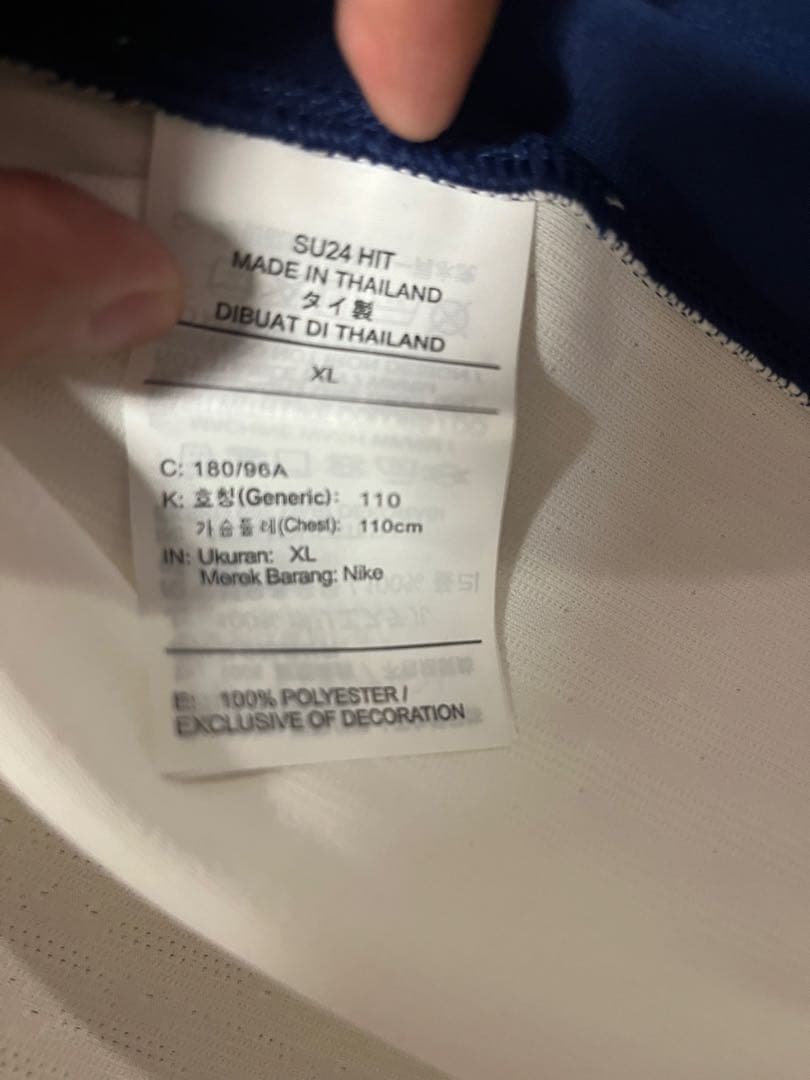 SU24 HIT
MADE IN THAILAND
タイ製
DIBUAT DI THAILAND
XL
C: 180/96A
K: 호칭(Generic): 110
가슴둘레(Chest): 110cm
IN: Ukuran: XL
Merek Barang: Nike
E: 100% POLYESTER /
EXCLUSIVE OF DECORATION